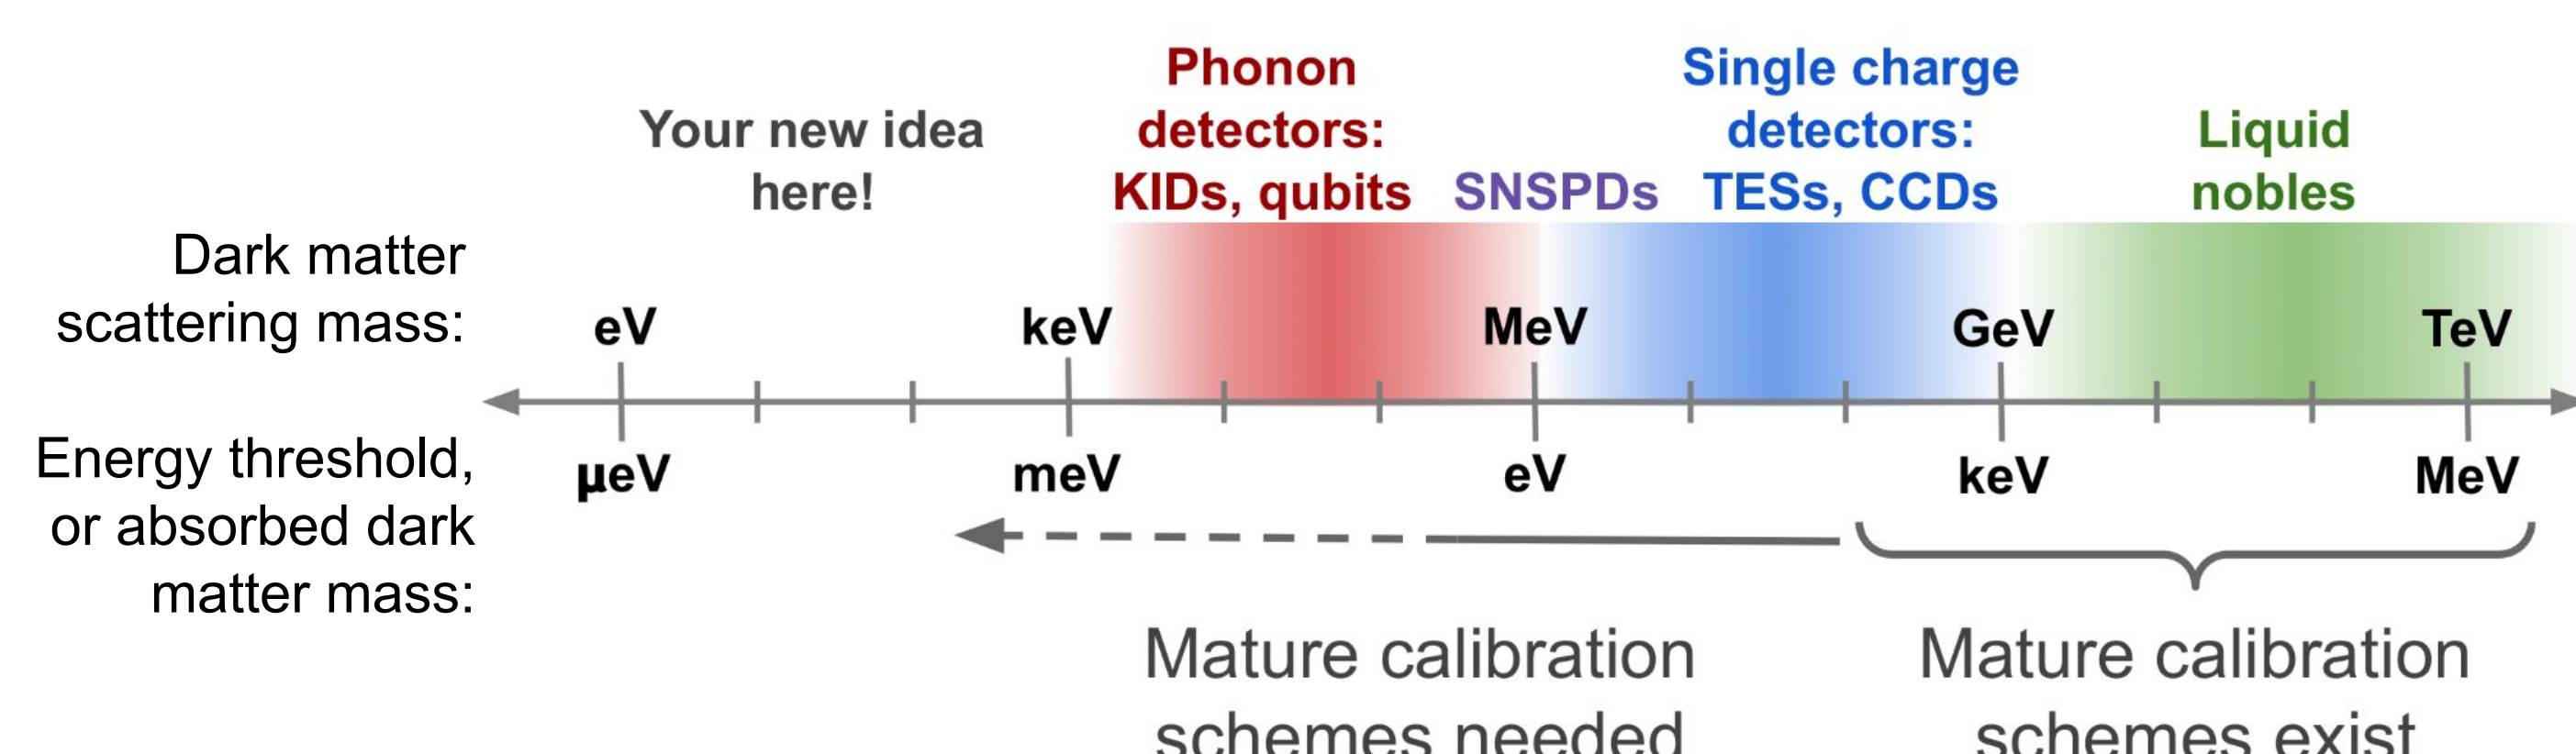 Your new idea
here!
Phonon
detectors:
KIDs, qubits
SNSPDs
Single charge
detectors:
TESs, CCDs
Liquid
nobles
Dark matter
scattering mass:
eV
keV
MeV
GeV
TeV
Energy threshold,
or absorbed dark
matter mass:
µeV
meV
eV
keV
MeV
Mature calibration
schemes needed
Mature calibration
schemes exist